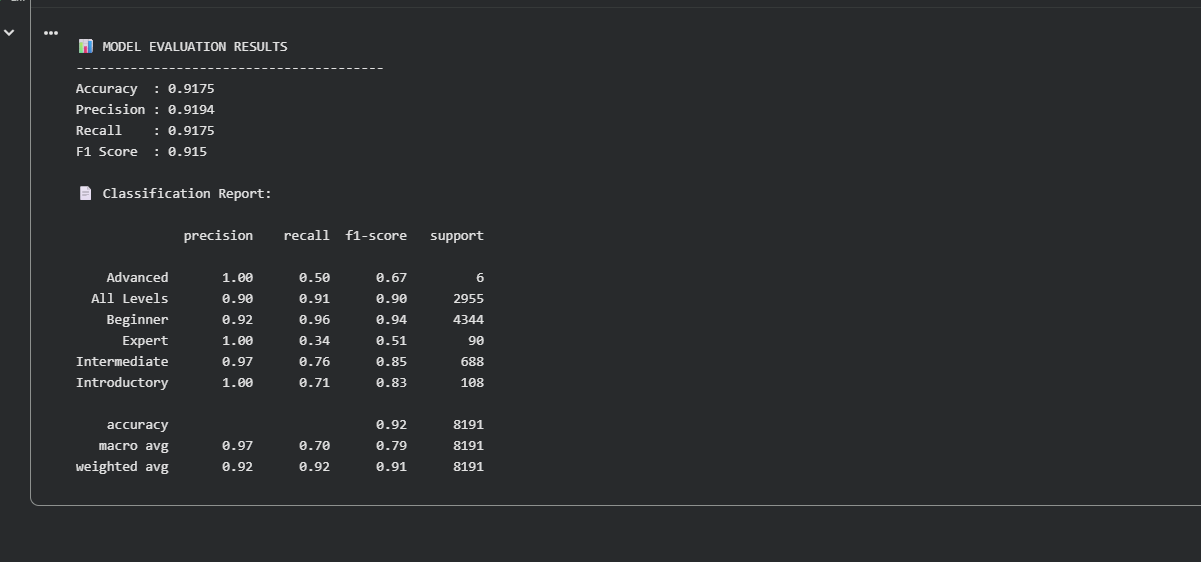 📊 MODEL EVALUATION RESULTS
----------------------------------------
Accuracy  : 0.9175
Precision : 0.9194
Recall    : 0.9175
F1 Score  : 0.915
📄 Classification Report:
              precision    recall  f1-score   support
    Advanced       1.00      0.50      0.67         6
  All Levels       0.90      0.91      0.90      2955
    Beginner       0.92      0.96      0.94      4344
      Expert       1.00      0.34      0.51        90
Intermediate       0.97      0.76      0.85       688
Introductory       1.00      0.71      0.83       108
    accuracy                           0.92      8191
   macro avg       0.97      0.70      0.79      8191
weighted avg       0.92      0.92      0.91      8191